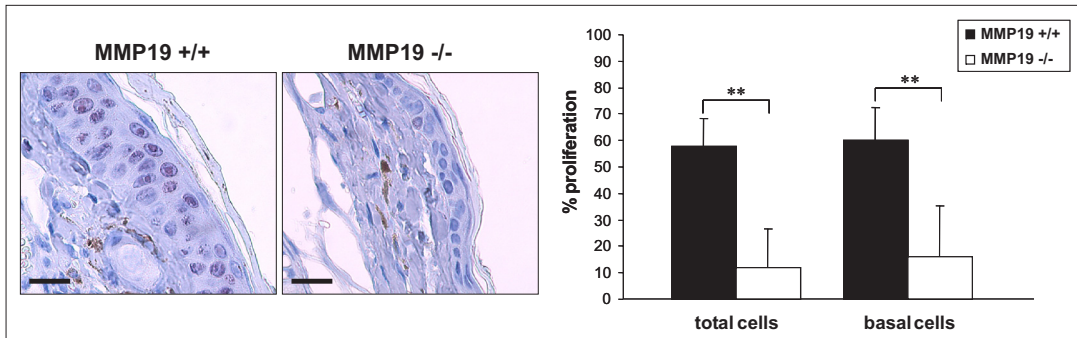 MMP19 +/+
MMP19 -/-
% proliferation
100
90
80
70
60
50
40
30
20
10
0
**
**
total cells
basal cells
MMP19 +/+
MMP19 -/-